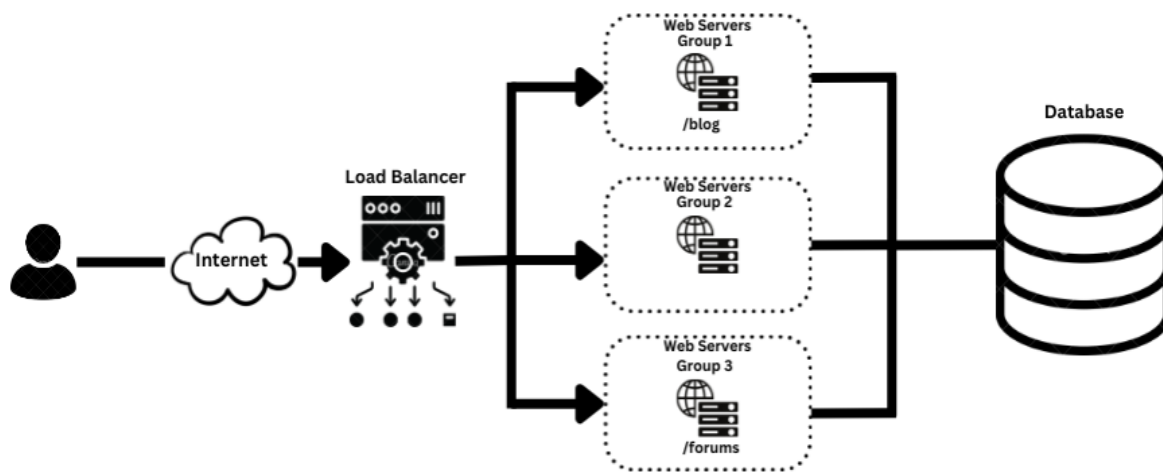 Internet
Load Balancer
Web Servers
Group 1
/blog
Web Servers
Group 2
Web Servers
Group 3
/forums
Database